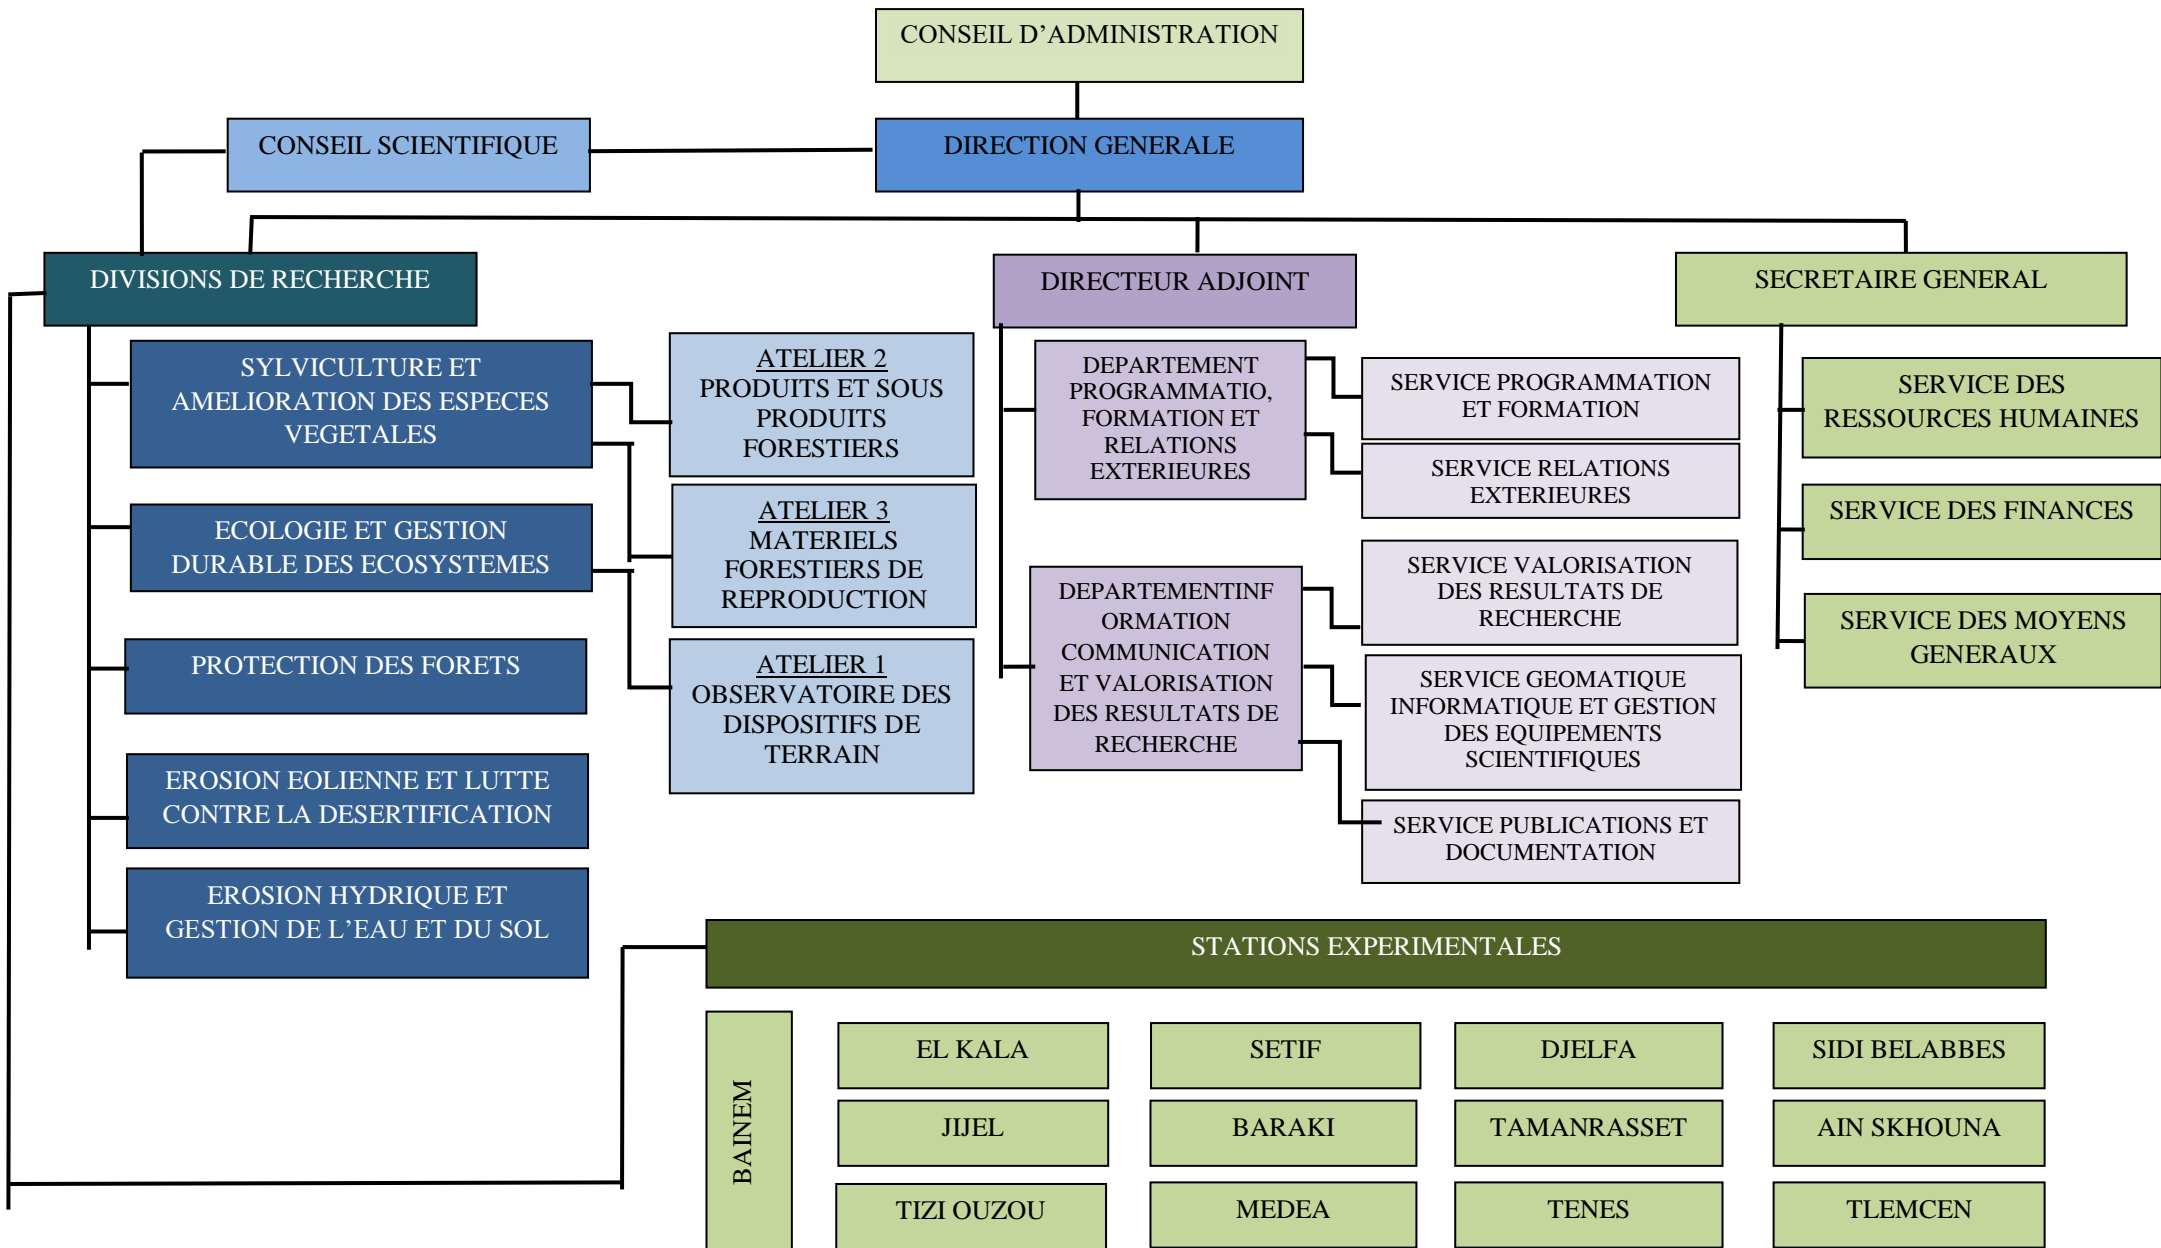 CONSEIL D’ADMINISTRATION
CONSEIL SCIENTIFIQUE
DIRECTION GENERALE
DIVISIONS DE RECHERCHE
DIRECTEUR ADJOINT
SECRETAIRE GENERAL
SYLVICULTURE ET
AMELIORATION DES ESPECES
VEGETALES
ECOLOGIE ET GESTION
DURABLE DES ECOSYSTEMES
PROTECTION DES FORETS
EROSION EOLIENNE ET LUTTE
CONTRE LA DESERTIFICATION
EROSION HYDRIQUE ET
GESTION DE L’EAU ET DU SOL
ATELIER 2
PRODUITS ET SOUS
PRODUITS
FORESTIERS
ATELIER 3
MATERIELS
FORESTIERS DE
REPRODUCTION
ATELIER 1
OBSERVATOIRE DES
DISPOSITIFS DE
TERRAIN
DEPARTEMENT
PROGRAMMATIO,
FORMATION ET
RELATIONS
EXTERIEURES
DEPARTEMENTINF
ORMATION
COMMUNICATION
ET VALORISATION
DES RESULTATS DE
RECHERCHE
SERVICE PROGRAMMATION
ET FORMATION
SERVICE RELATIONS
EXTERIEURES
SERVICE VALORISATION
DES RESULTATS DE
RECHERCHE
SERVICE GEOMATIQUE
INFORMATIQUE ET GESTION
DES EQUIPEMENTS
SCIENTIFIQUES
SERVICE PUBLICATIONS ET
DOCUMENTATION
SERVICE DES
RESSOURCES HUMAINES
SERVICE DES FINANCES
SERVICE DES MOYENS
GENERAUX
STATIONS EXPERIMENTALES
BAINEM
EL KALA
SETIF
DJELFA
SIDI BELABBES
JIJEL
BARAKI
TAMANRASSET
AIN SKHOUNA
TIZI OUZOU
MEDEA
TENES
TLEMCEN